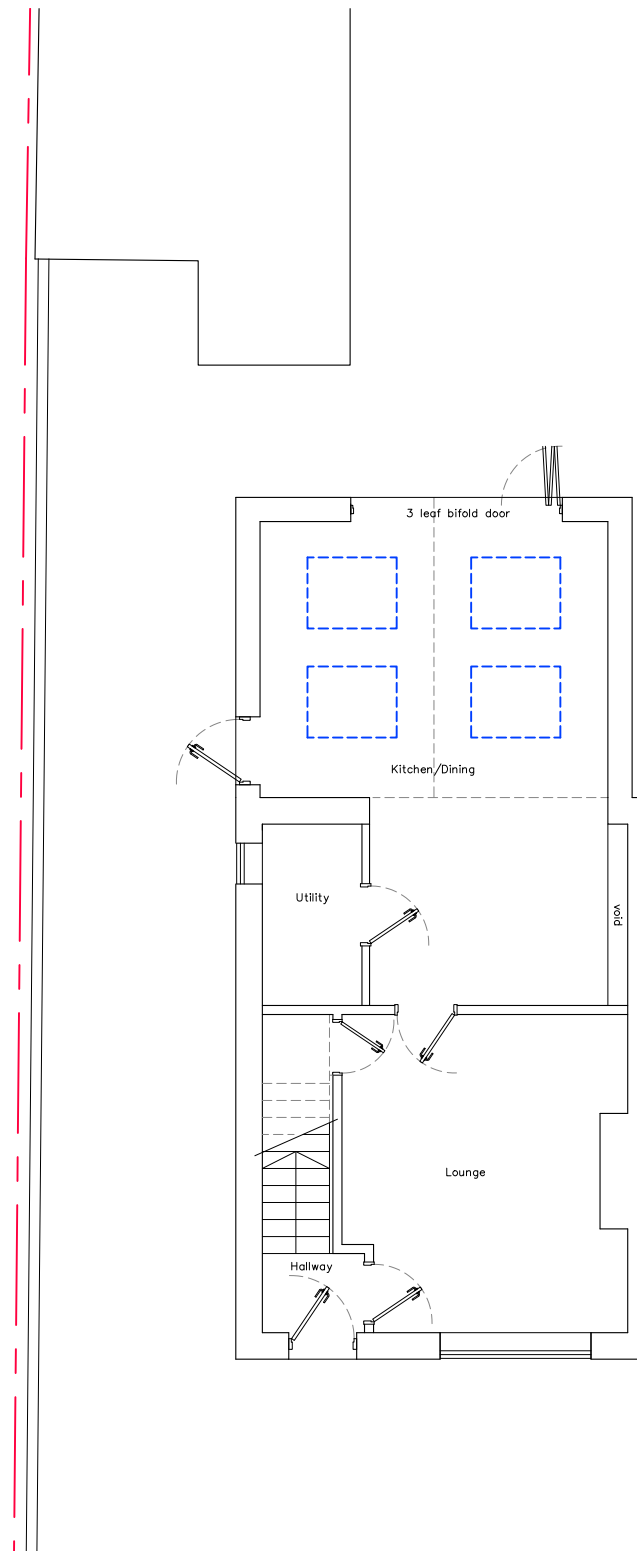 3 leaf bifold door
Kitchen/Dining
Utility
void
Lounge
Hallway